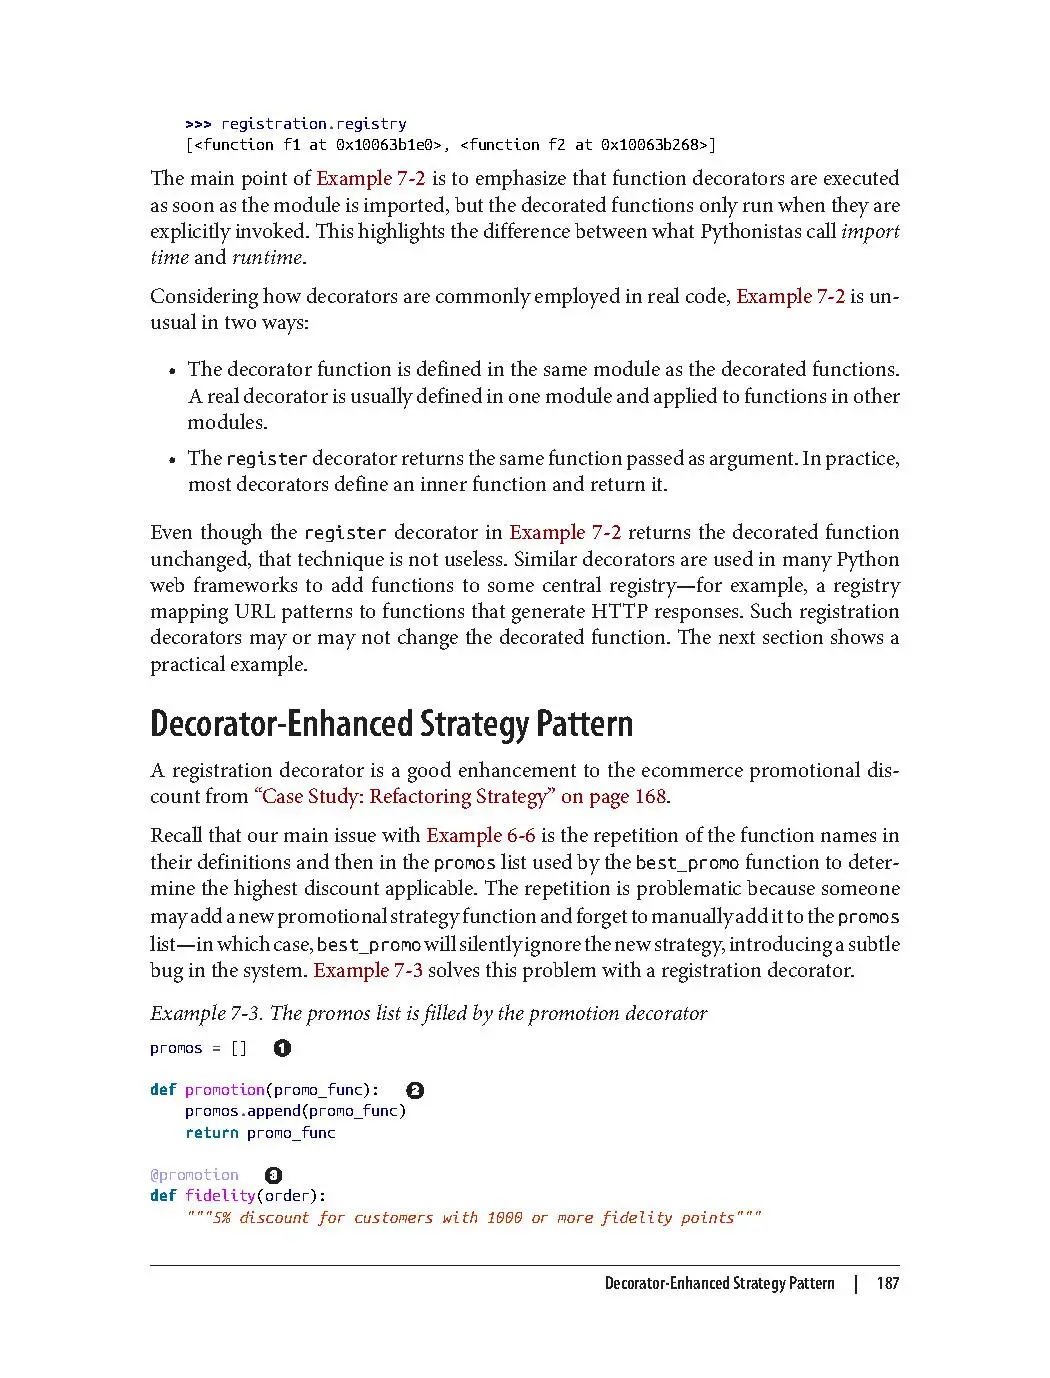 >>> registration.registry
[<function f1 at 0x10063b1e0>, <function f2 at 0x10063b268>]
The main point of Example 7-2 is to emphasize that function decorators are executed
as soon as the module is imported, but the decorated functions only run when they are
explicitly invoked. This highlights the difference between what Pythonistas call import
time and runtime.
Considering how decorators are commonly employed in real code, Example 7-2 is un-
usual in two ways:
• The decorator function is defined in the same module as the decorated functions.
A real decorator is usually defined in one module and applied to functions in other
modules.
• The register decorator returns the same function passed as argument. In practice,
most decorators define an inner function and return it.
Even though the register decorator in Example 7-2 returns the decorated function
unchanged, that technique is not useless. Similar decorators are used in many Python
web frameworks to add functions to some central registry—for example, a registry
mapping URL patterns to functions that generate HTTP responses. Such registration
decorators may or may not change the decorated function. The next section shows a
practical example.
Decorator-Enhanced Strategy Pattern
A registration decorator is a good enhancement to the ecommerce promotional dis-
count from “Case Study: Refactoring Strategy” on page 168.
Recall that our main issue with Example 6-6 is the repetition of the function names in
their definitions and then in the promos list used by the best_promo function to deter-
mine the highest discount applicable. The repetition is problematic because someone
may add a new promotional strategy function and forget to manually add it to the promos
list—in which case, best_promo will silently ignore the new strategy, introducing a subtle
bug in the system. Example 7-3 solves this problem with a registration decorator.
Example 7-3. The promos list is filled by the promotion decorator
promos = [] ❶
def promotion(promo_func): ❷
    promos.append(promo_func)
    return promo_func
@promotion ❸
def fidelity(order):
    """5% discount for customers with 1000 or more fidelity points"""
Decorator-Enhanced Strategy Pattern | 187